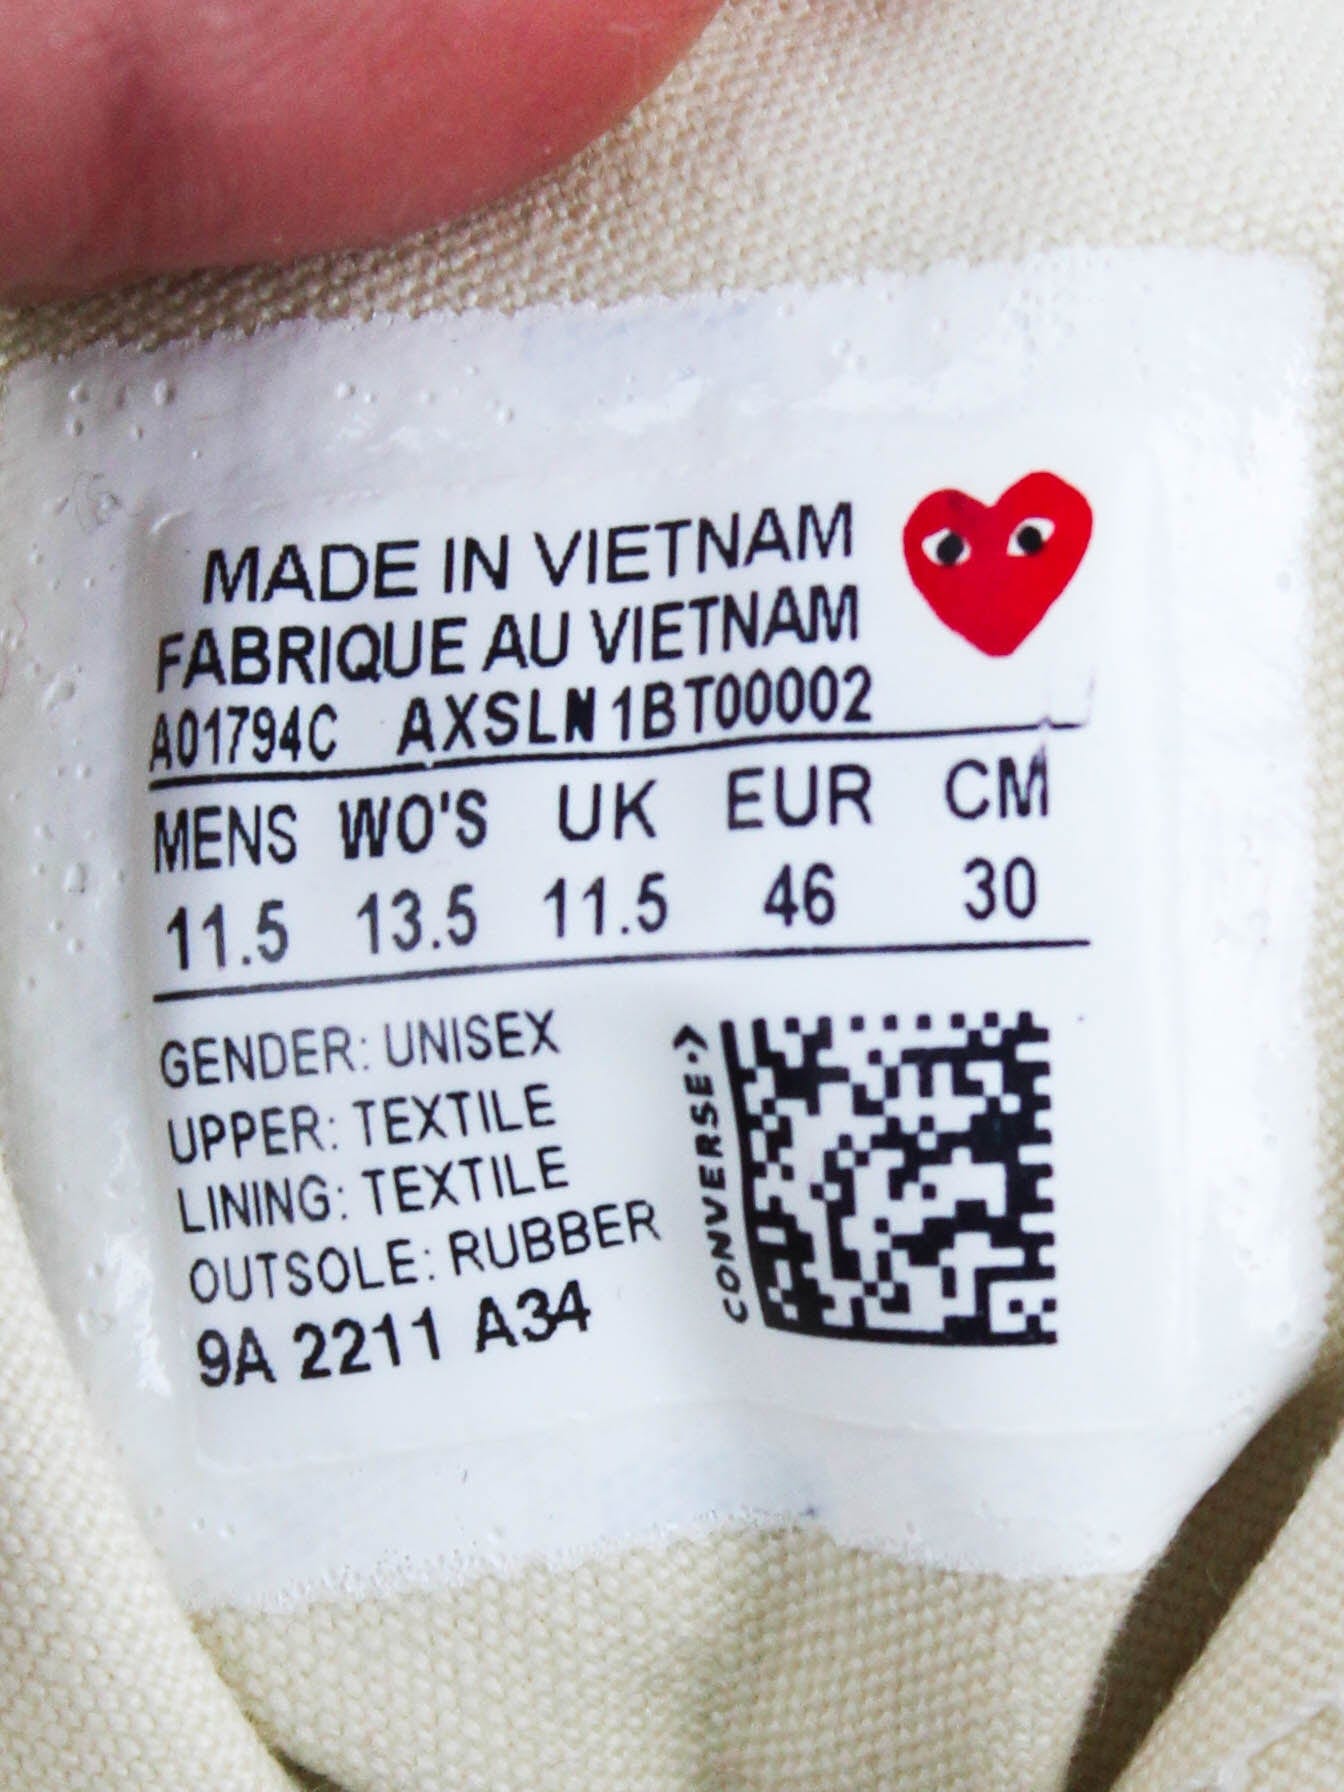 MADE IN VIETNAM
FABRIQUE AU VIETNAM
A01794C AXSLN1BT00002
MENS WO'S UK EUR CM
11.5 13.5 11.5 46 30
GENDER: UNISEX
UPPER: TEXTILE
LINING: TEXTILE
OUTSOLE: RUBBER
9A 2211 A34
CONVERSE